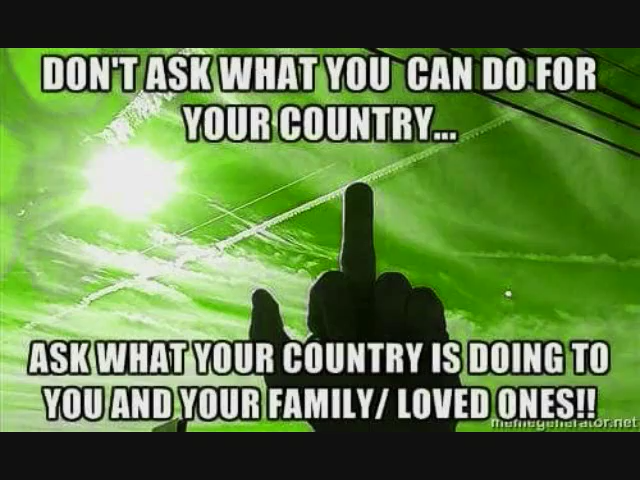 DON'T ASK WHAT YOU CAN DO FOR
YOUR COUNTRY...
ASK WHAT YOUR COUNTRY IS DOING TO
YOU AND YOUR FAMILY/ LOVED ONES!!
memegenerator.net